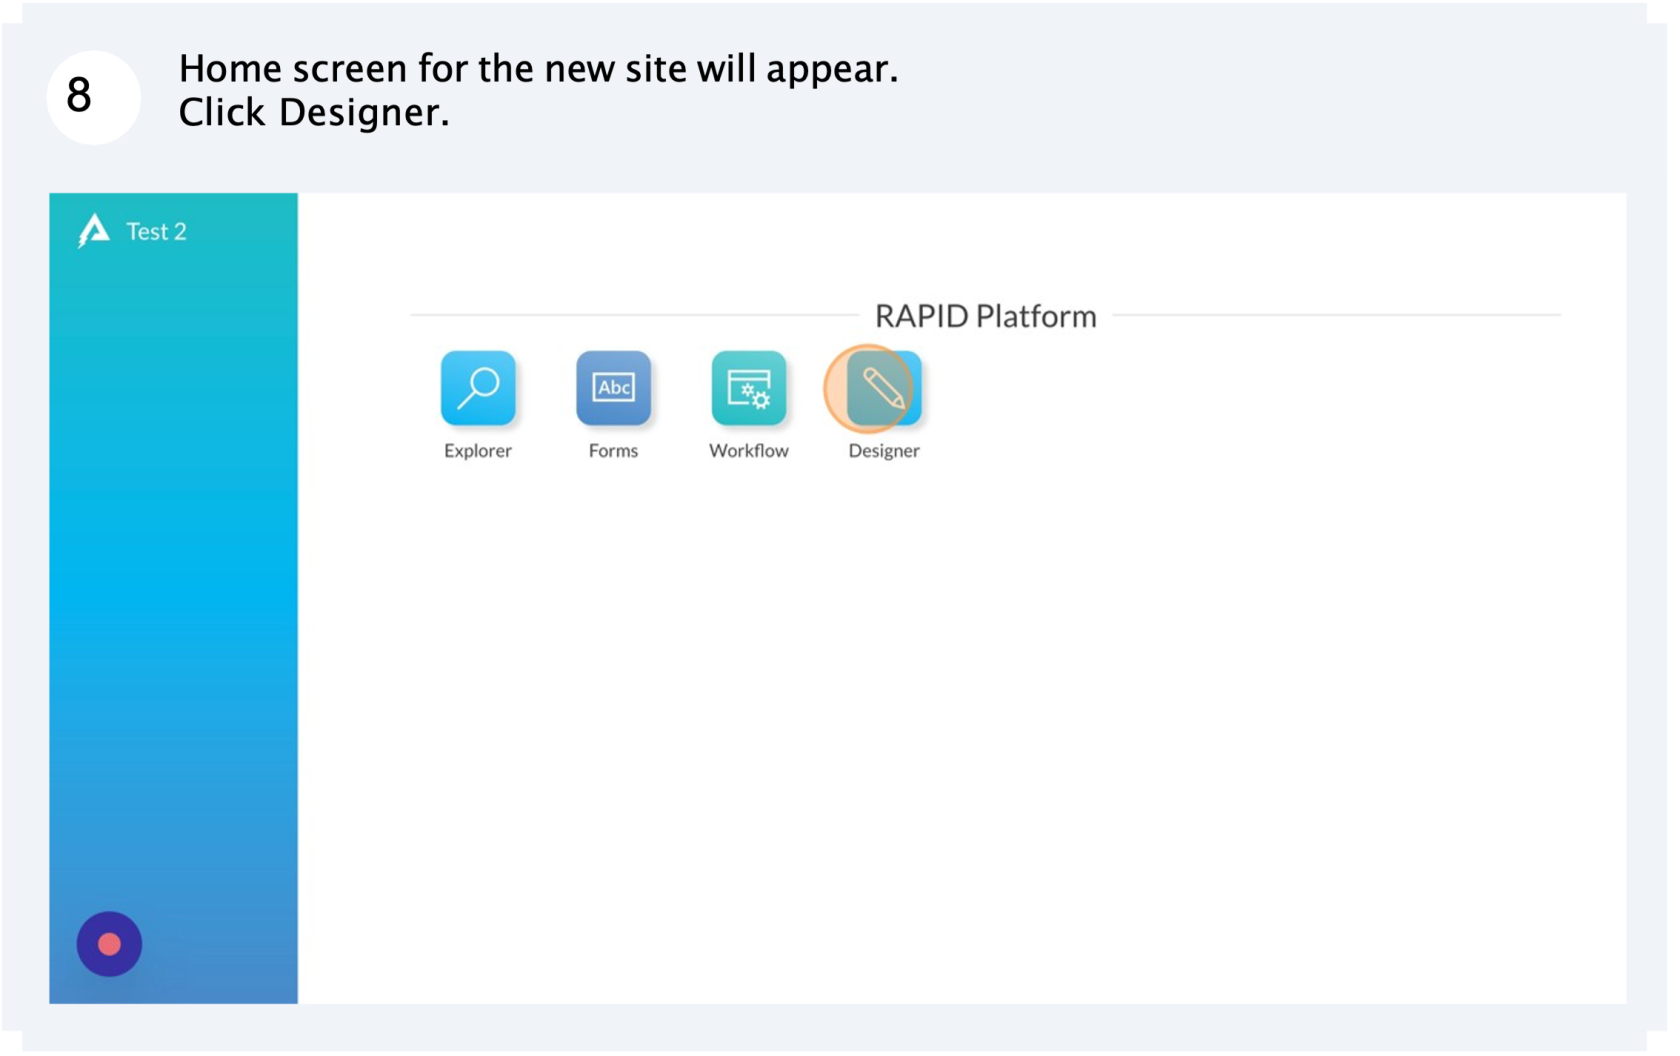 8
Home screen for the new site will appear.
Click Designer.
Test 2
RAPID Platform
Abc
Explorer
Forms
Workflow
Designer